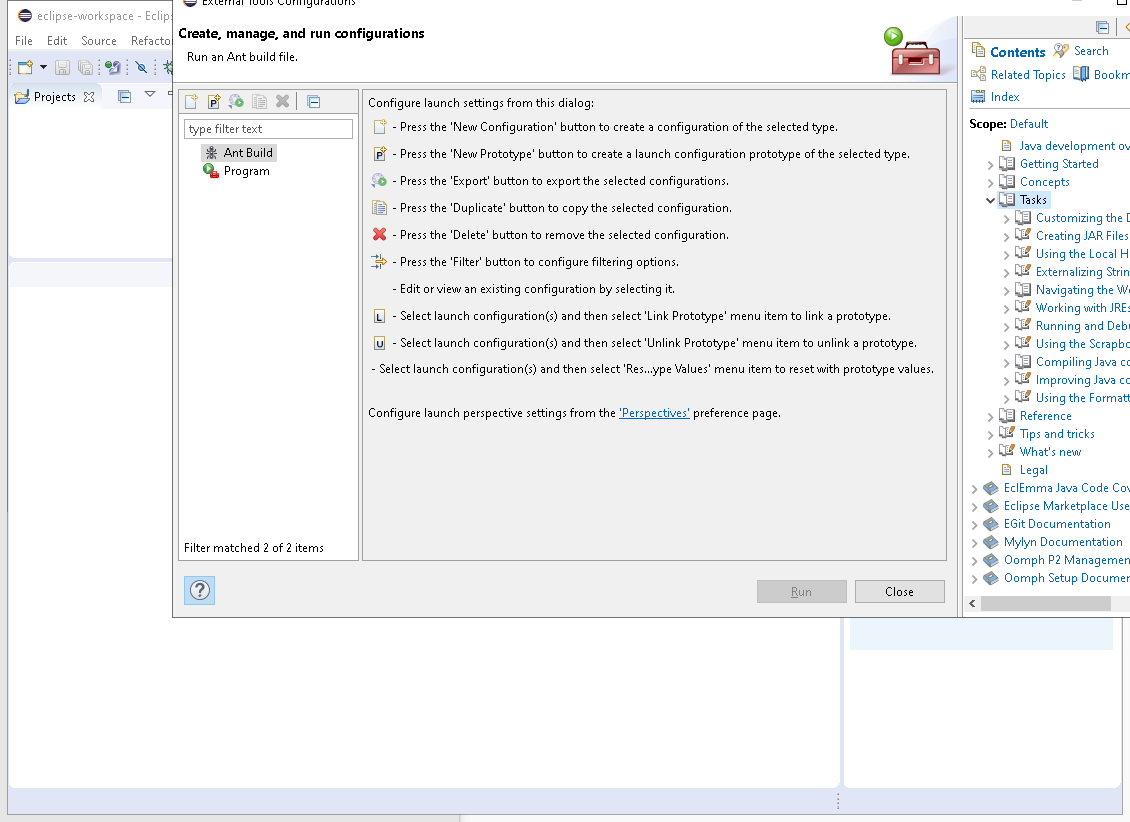 eclipse-workspace - Eclips
File Edit Source Refacto
Projects
External Tools Configurations
Create, manage, and run configurations
Run an Ant build file.
type filter text
Ant Build
Program
Filter matched 2 of 2 items
Configure launch settings from this dialog:
- Press the 'New Configuration' button to create a configuration of the selected type.
P - Press the 'New Prototype' button to create a launch configuration prototype of the selected type.
- Press the 'Export' button to export the selected configurations.
- Press the 'Duplicate' button to copy the selected configuration.
- Press the 'Delete' button to remove the selected configuration.
- Press the 'Filter' button to configure filtering options.
- Edit or view an existing configuration by selecting it.
L - Select launch configuration(s) and then select 'Link Prototype' menu item to link a prototype.
U - Select launch configuration(s) and then select 'Unlink Prototype' menu item to unlink a prototype.
- Select launch configuration(s) and then select 'Res...ype Values' menu item to reset with prototype values.
Configure launch perspective settings from the 'Perspectives' preference page.
?
Run Close
Contents Search
Related Topics Bookm
Index
Scope: Default
Java development ov
Getting Started
Concepts
Tasks
Customizing the D
Creating JAR Files
Using the Local H
Externalizing Strin
Navigating the Wo
Working with JREs
Running and Debu
Using the Scrapbo
Compiling Java co
Improving Java co
Using the Formatt
Reference
Tips and tricks
What's new
Legal
EclEmma Java Code Cov
Eclipse Marketplace Use
EGit Documentation
Mylyn Documentation
Oomph P2 Managemen
Oomph Setup Documen